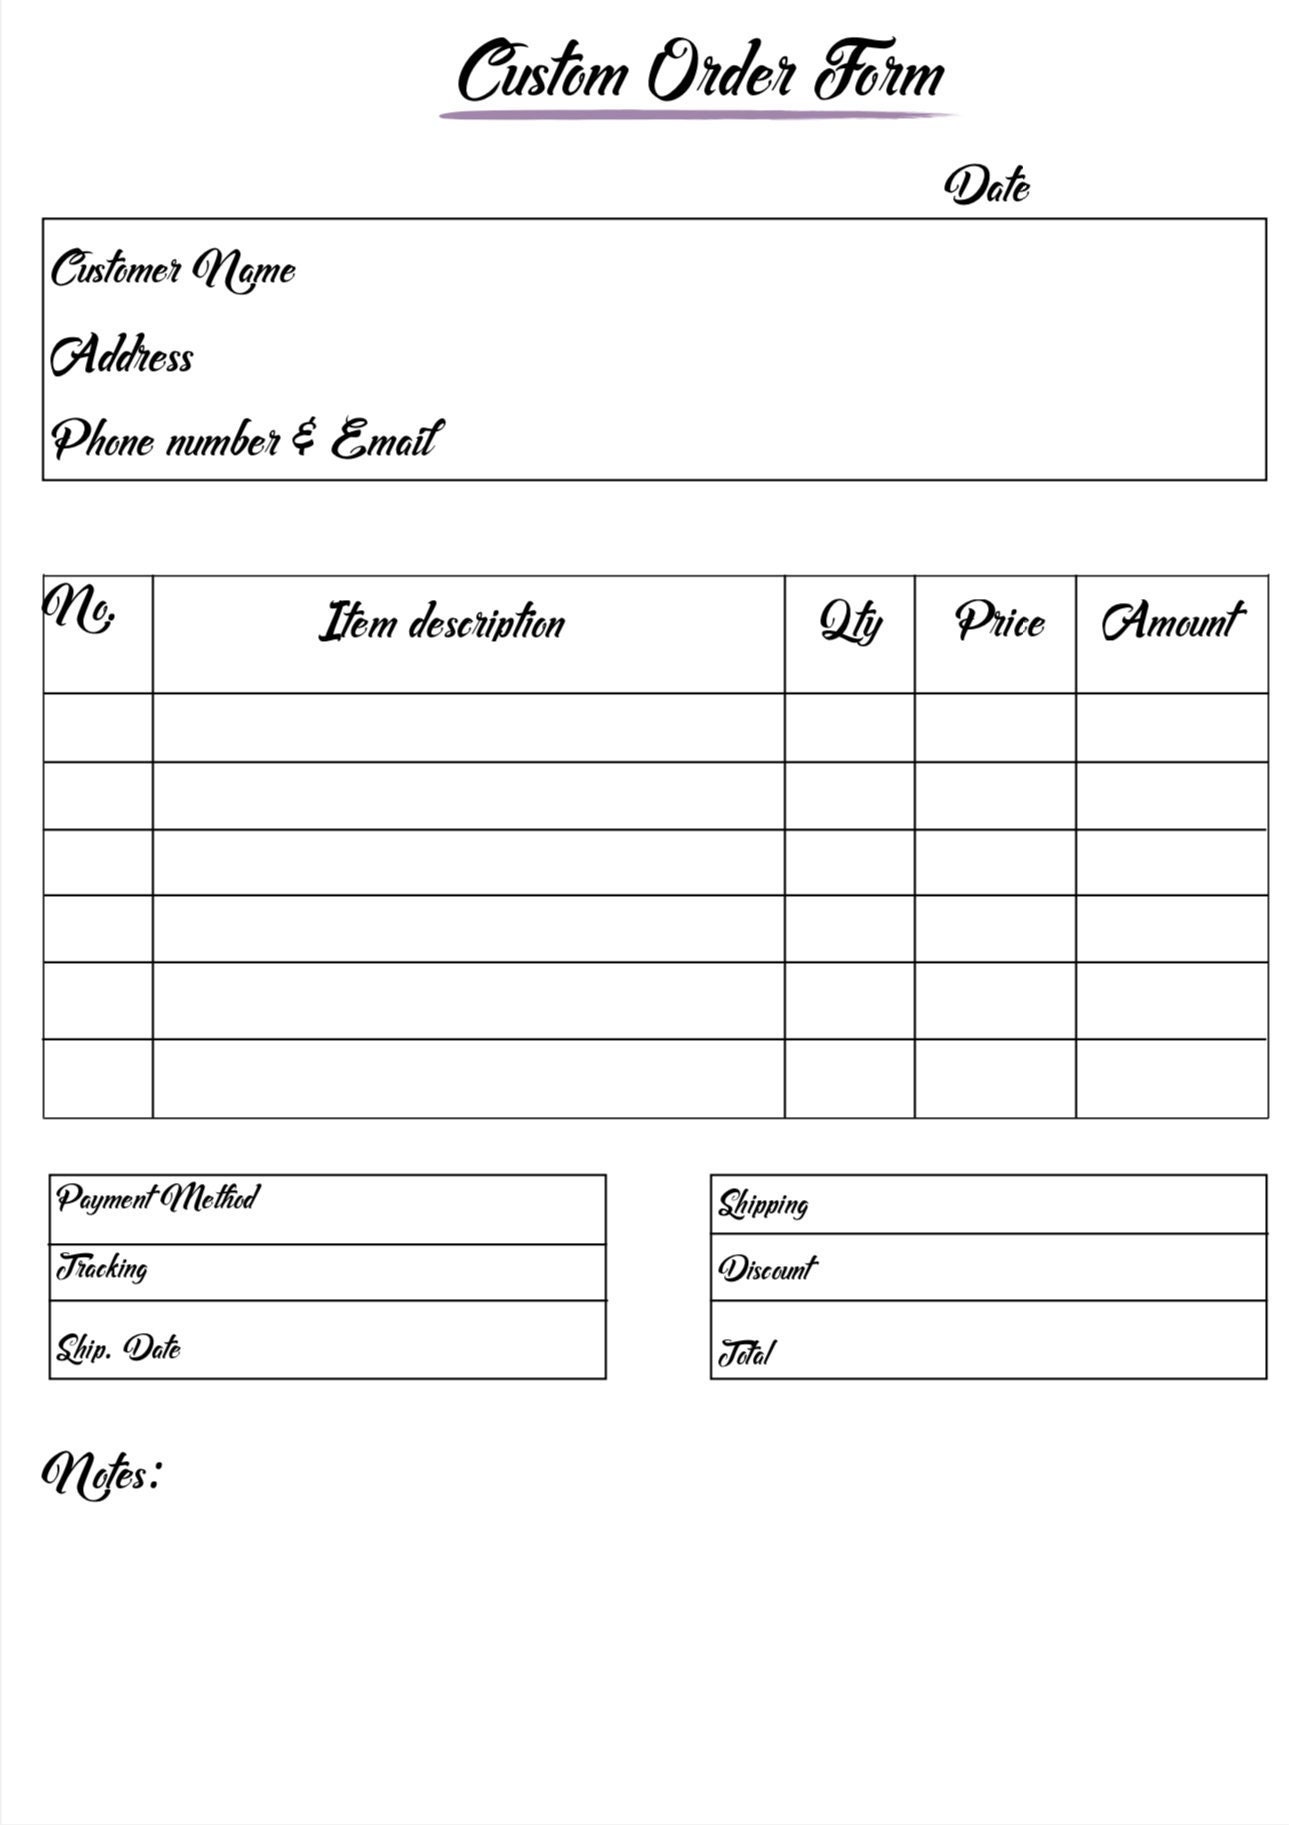 Custom Order Form
Date
Customer Name
Address
Phone number & Email
No. Item description Qty Price Amount
Payment Method
Tracking
Ship. Date
Shipping
Discount
Total
Notes: